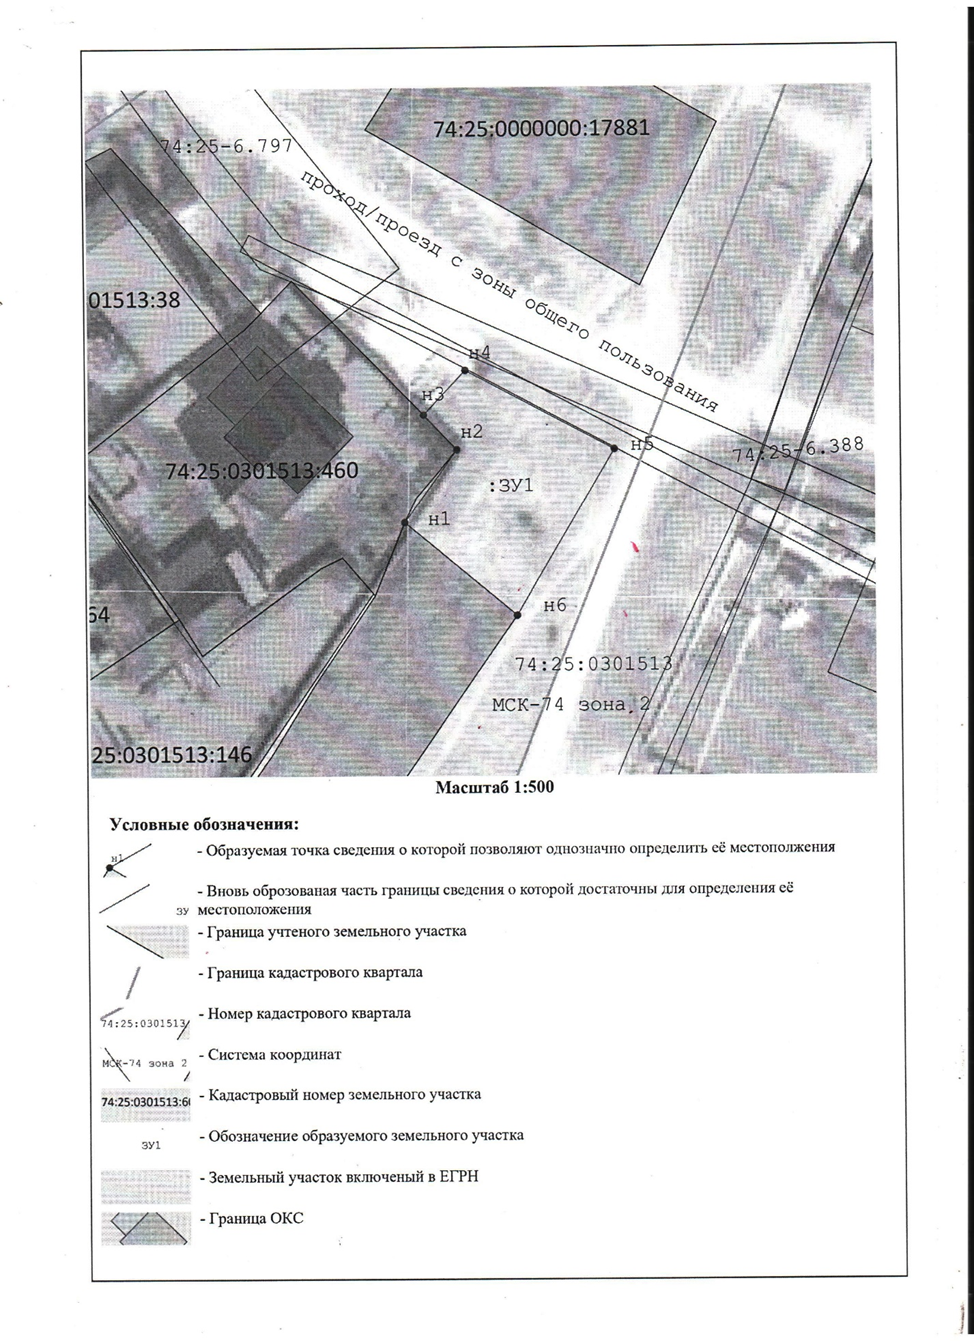 74:25-6.797
74:25:0000000:17881
проход/проезд с зоны общего пользования
01513:38
н4
н3
н2
н5
74:25-6.388
74:25:0301513:460
:ЗУ1
н1
н6
64
74:25:0301513
МСК-74 зона 2
25:0301513:146
Масштаб 1:500
Условные обозначения:
н1
- Образуемая точка сведения о которой позволяют однозначно определить её местополжения
- Вновь оброзованая часть границы сведения о которой достаточны для определения её
ЗУ местоположения
- Граница учтеного земельного участка
- Граница кадастрового квартала
74:25:0301513 - Номер кадастрового квартала
МСК-74 зона 2 - Система координат
74:25:0301513:6 - Кадастровый номер земельного участка
ЗУ1 - Обозначение образуемого земельного участка
- Земельный участок включеный в ЕГРН
- Граница ОКС